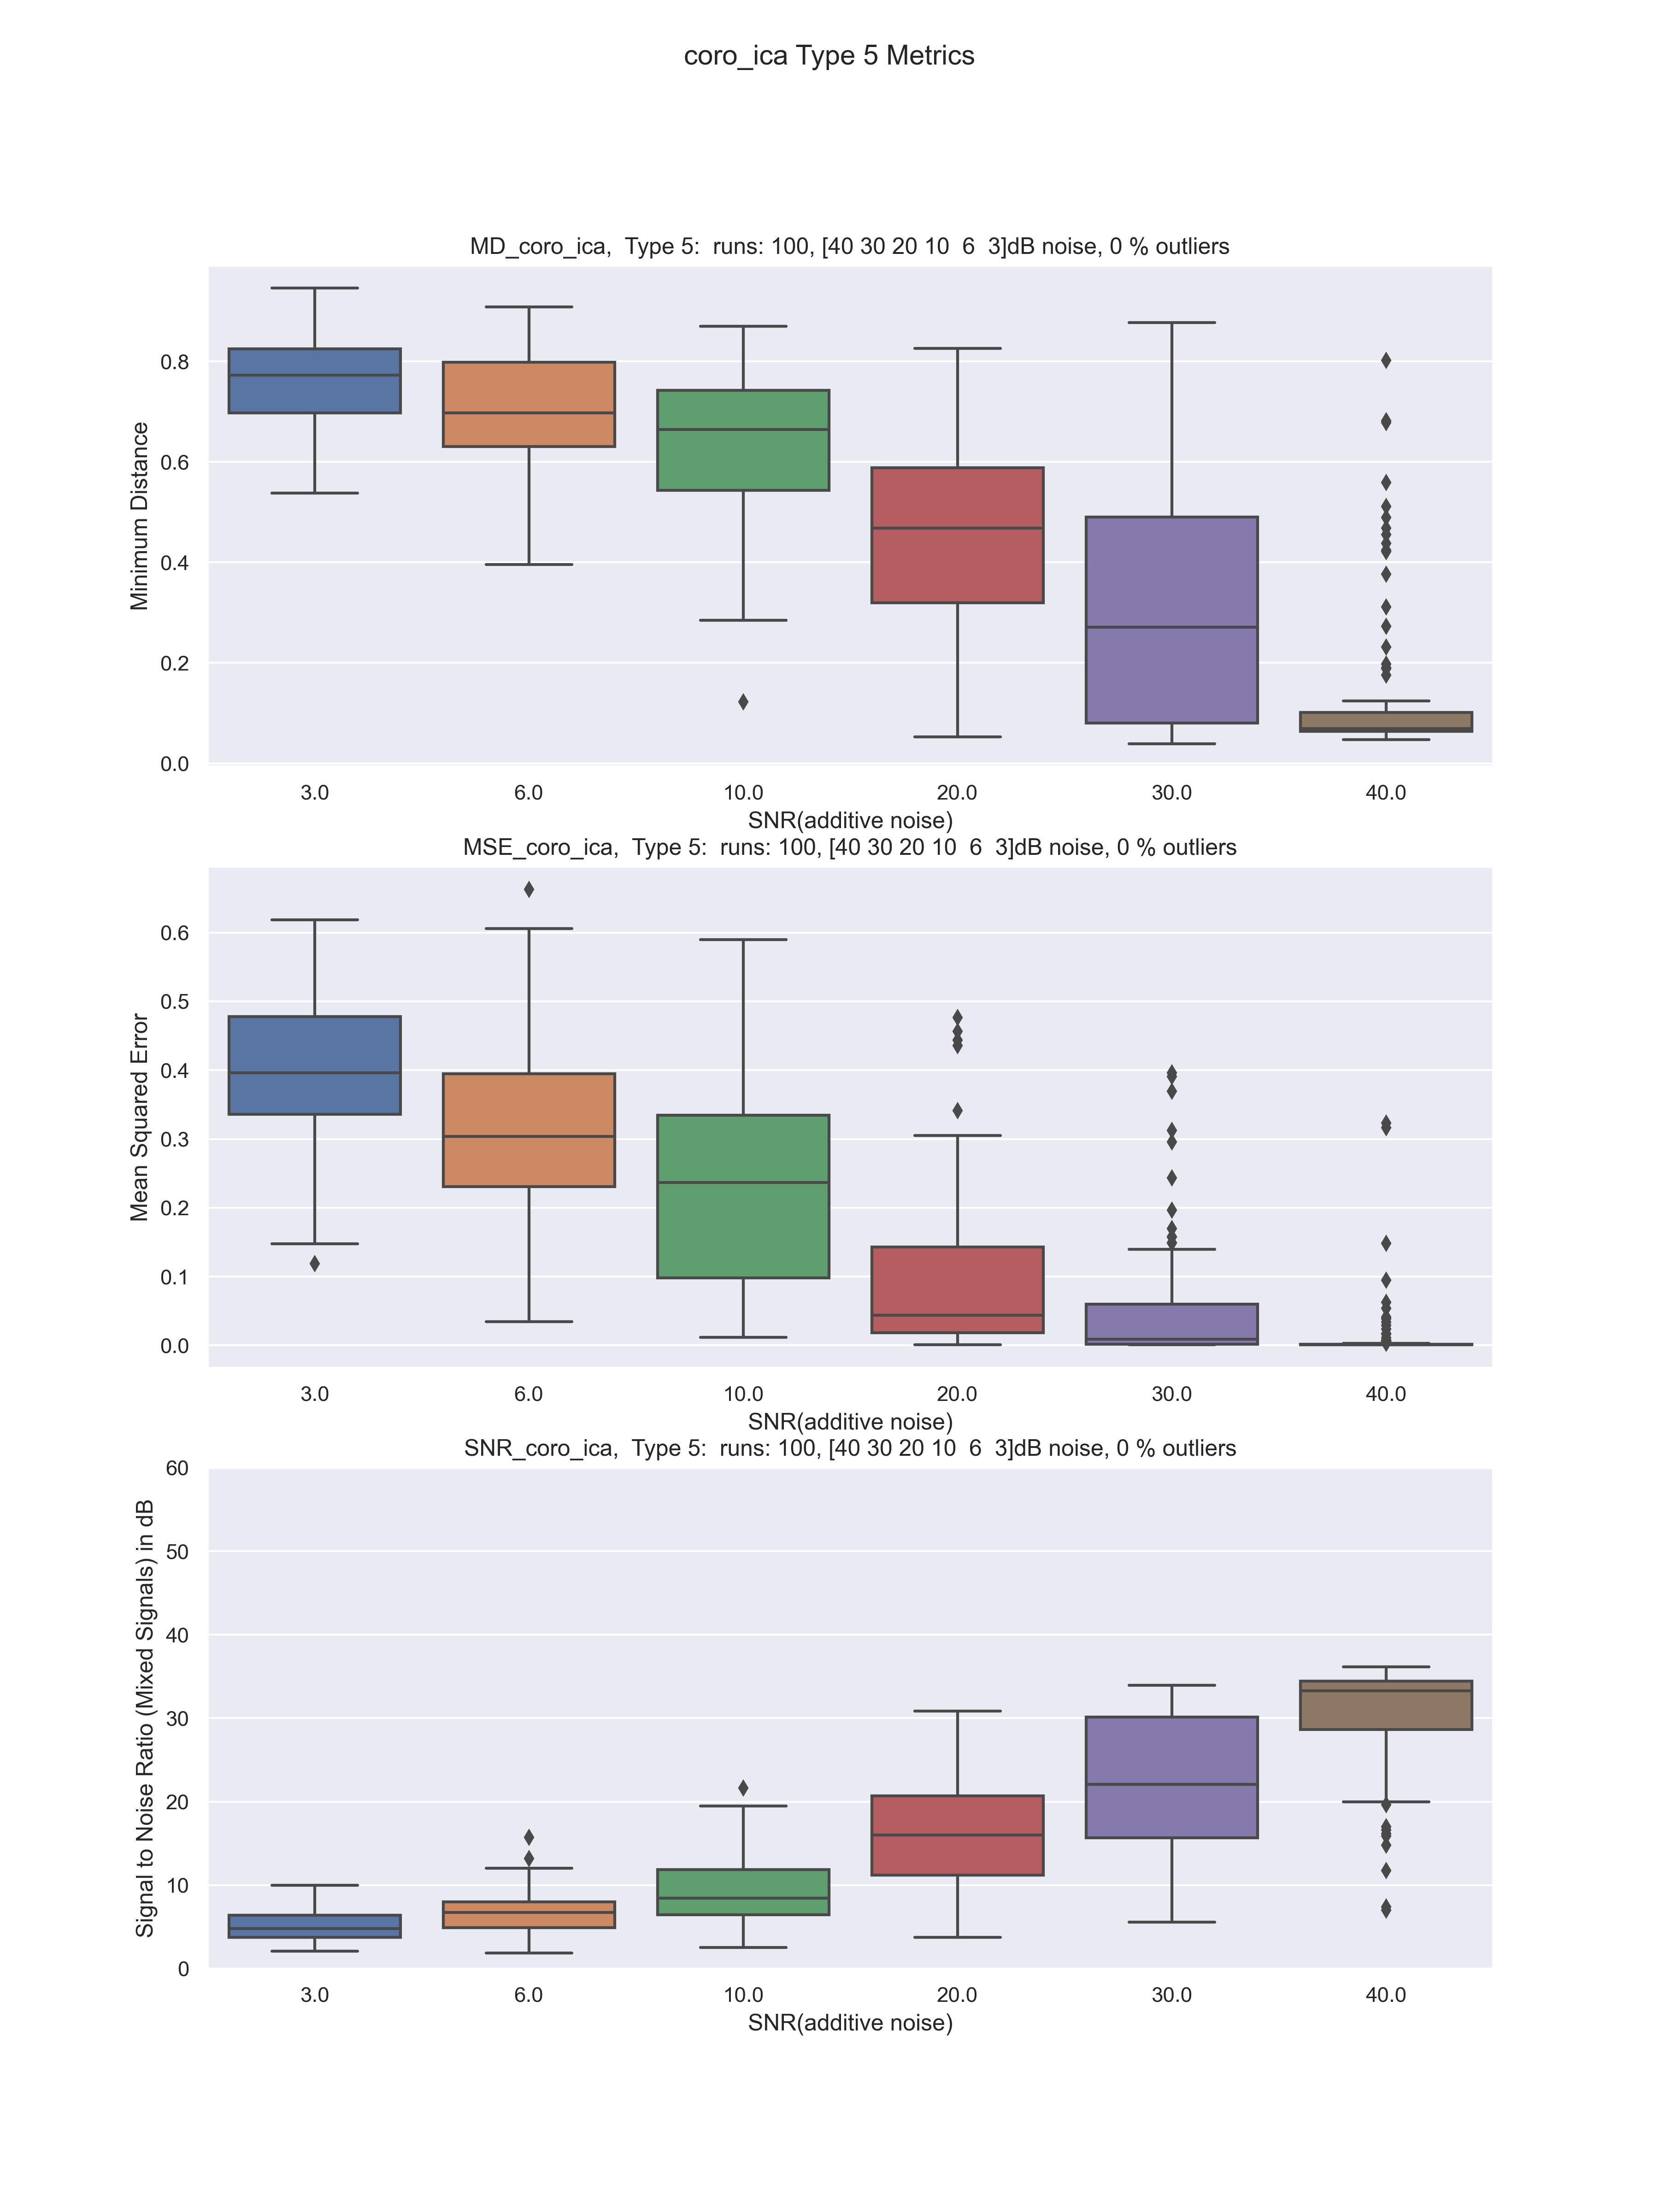 coro_ica Type 5 Metrics
MD_coro_ica,  Type 5:  runs: 100, [40 30 20 10  6  3]dB noise, 0 % outliers
Minimum Distance
0.8
0.6
0.4
0.2
0.0
3.0 6.0 10.0 20.0 30.0 40.0
SNR(additive noise)
MSE_coro_ica,  Type 5:  runs: 100, [40 30 20 10  6  3]dB noise, 0 % outliers
Mean Squared Error
0.6
0.5
0.4
0.3
0.2
0.1
0.0
3.0 6.0 10.0 20.0 30.0 40.0
SNR(additive noise)
SNR_coro_ica,  Type 5:  runs: 100, [40 30 20 10  6  3]dB noise, 0 % outliers
Signal to Noise Ratio (Mixed Signals) in dB
60
50
40
30
20
10
0
3.0 6.0 10.0 20.0 30.0 40.0
SNR(additive noise)